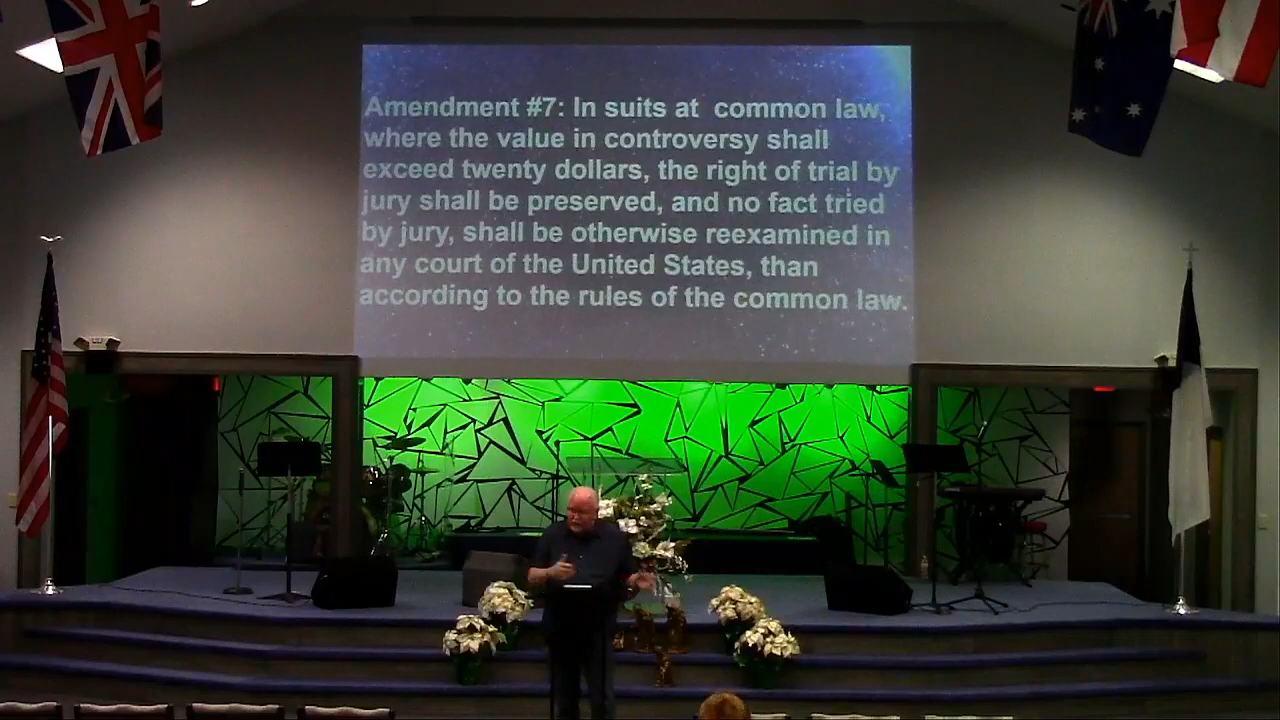 Amendment #7: In suits at common law,
where the value in controversy shall
exceed twenty dollars, the right of trial by
jury shall be preserved, and no fact tried
by jury, shall be otherwise reexamined in
any court of the United States, than
according to the rules of the common law.